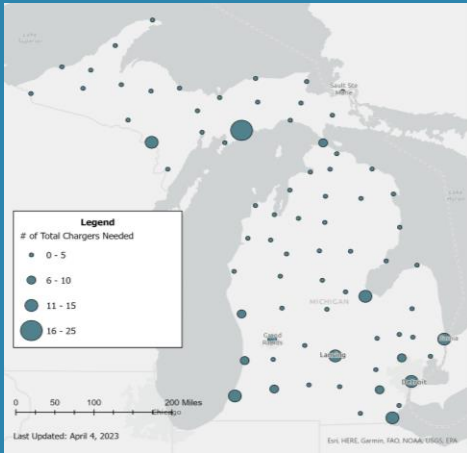 Lake
Superior
Sault Ste
Marie
Legend
# of Total Chargers Needed
0 - 5
6 - 10
11 - 15
16 - 25
MICHIGAN
Grand
Rapids
Lansing
Detroit
0 50 100 200 Miles
Chicago
Last Updated: April 4, 2023
Esri, HERE, Garmin, FAO, NOAA, USGS, EPA